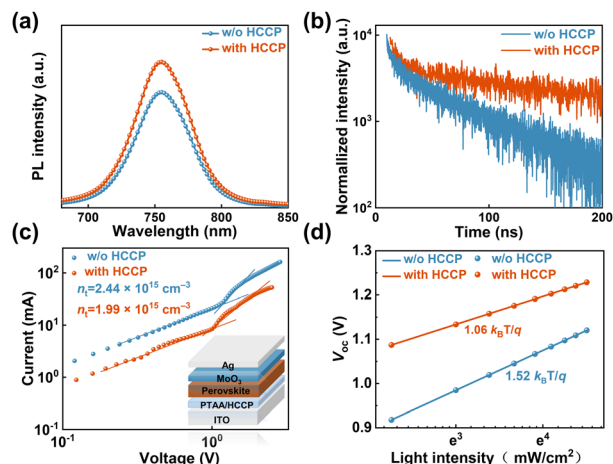 (a)
w/o HCCP
with HCCP
PL intensity (a.u.)
700
750
800
850
Wavelength (nm)
(b)
w/o HCCP
with HCCP
Normallized intensity (a.u.)
10⁴
10³
10²
0
100
200
Time (ns)
(c)
w/o HCCP
with HCCP
nₜ=2.44 × 10¹⁵ cm⁻³
nₜ=1.99 × 10¹⁵ cm⁻³
Current (mA)
10²
10¹
10⁰
10⁻¹
Ag
MoO₃
Perovskite
PTAA/HCCP
ITO
10⁻¹
10⁰
Voltage (V)
(d)
w/o HCCP
w/o HCCP
with HCCP
with HCCP
V_oc (V)
1.3
1.2
1.1
1.0
0.9
1.06 k_BT/q
1.52 k_BT/q
e³
e⁴
Light intensity（ mW/cm²）